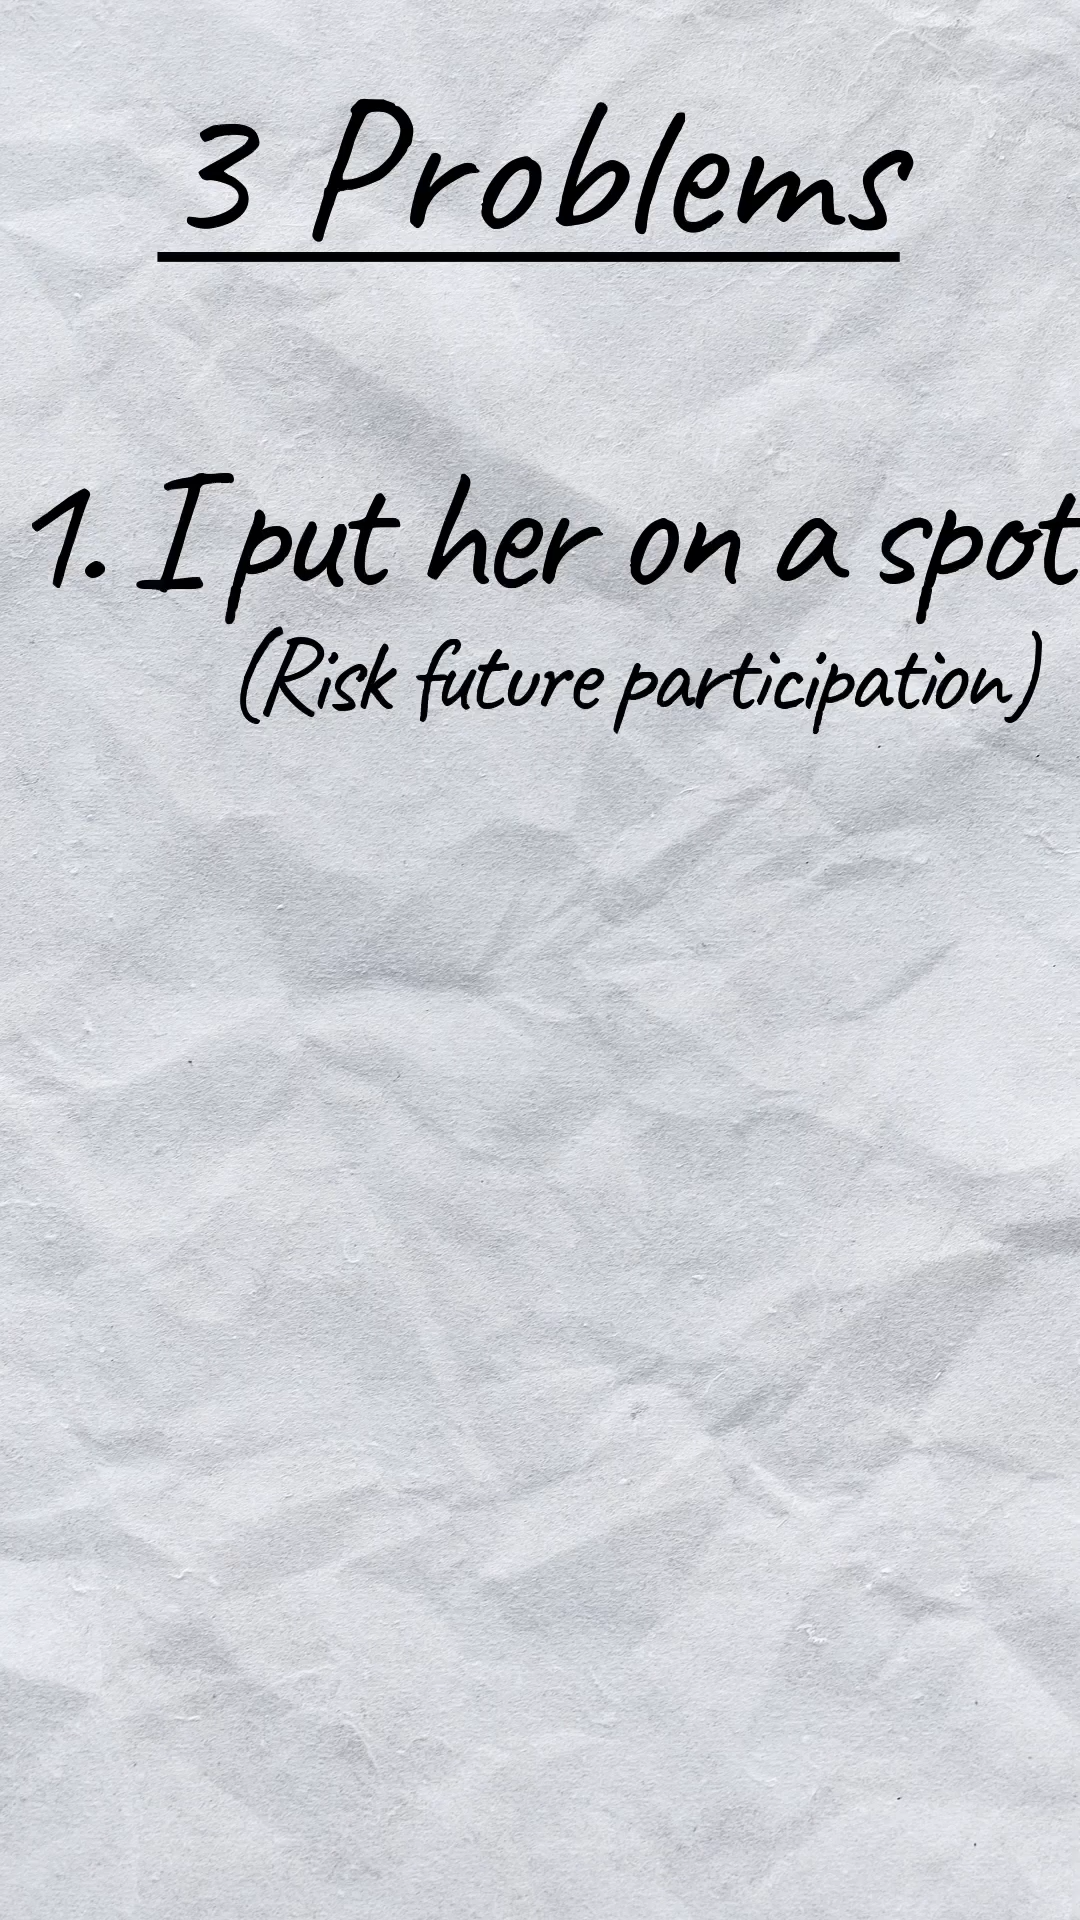 3 Problems
1. I put her on a spot
(Risk future participation)